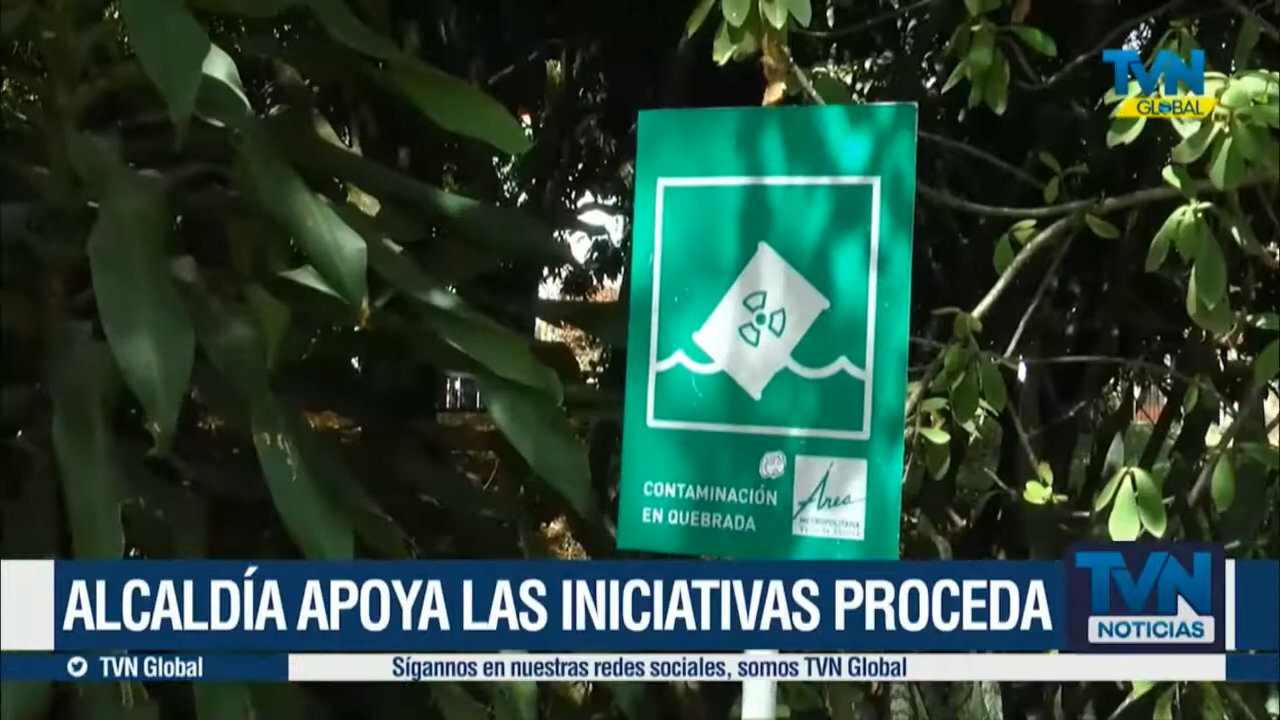 TVN
GLOBAL
CONTAMINACIÓN
EN QUEBRADA
Área
METROPOLITANA
ALCALDÍA APOYA LAS INICIATIVAS PROCEDA
TVN
NOTICIAS
TVN Global
Sígannos en nuestras redes sociales, somos TVN Global